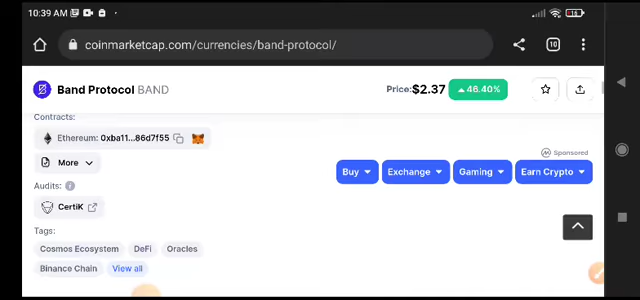 10:39 AM
coinmarketcap.com/currencies/band-protocol/
10
Band Protocol BAND
Price:$2.37
46.40%
Contracts:
Ethereum: 0xba11...86d7f55
More
Sponsored
Buy
Exchange
Gaming
Earn Crypto
Audits:
CertiK
Tags:
Cosmos Ecosystem
DeFi
Oracles
Binance Chain
View all